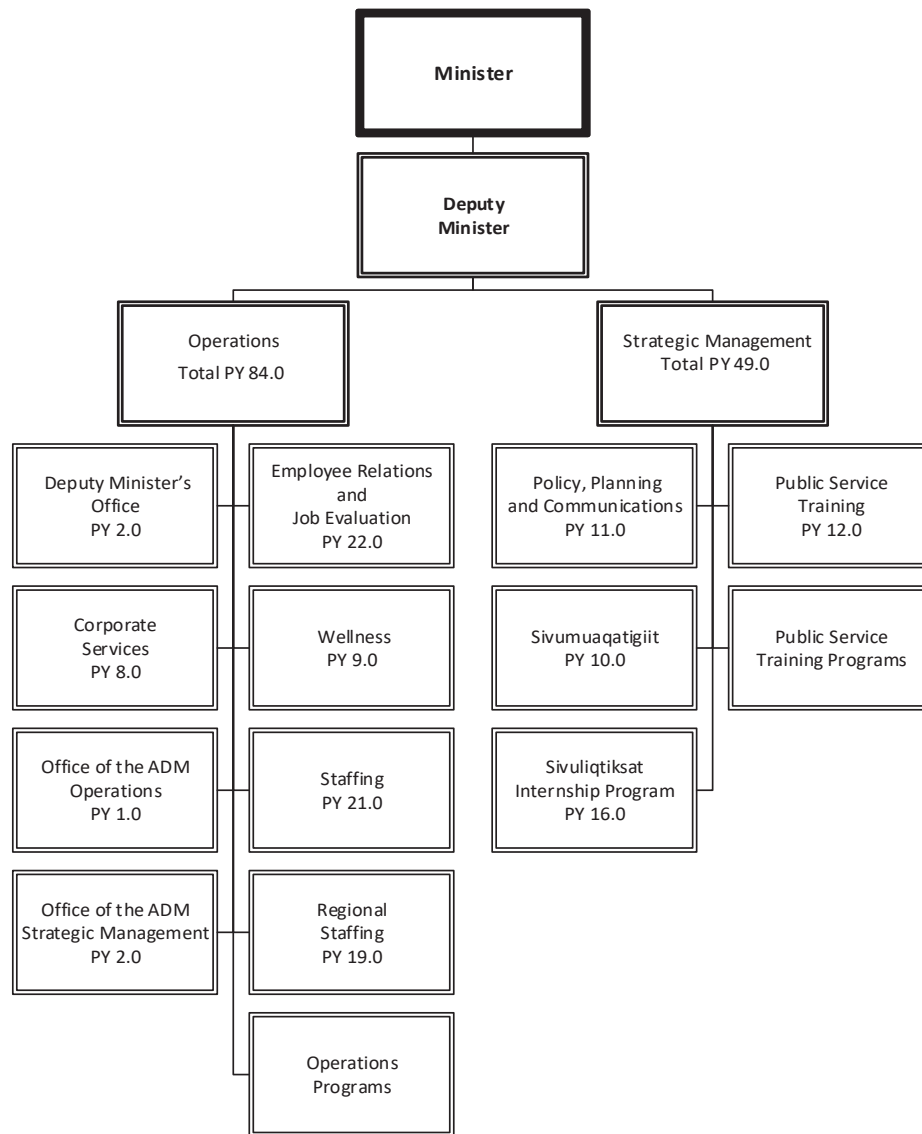 Minister
Deputy
Minister
Operations
Total PY 84.0
Strategic Management
Total PY 49.0
Deputy Minister's
Office
PY 2.0
Employee Relations
and
Job Evaluation
PY 22.0
Policy, Planning
and Communications
PY 11.0
Public Service
Training
PY 12.0
Corporate
Services
PY 8.0
Wellness
PY 9.0
Sivumuaqatigiit
PY 10.0
Public Service
Training Programs
Office of the ADM
Operations
PY 1.0
Staffing
PY 21.0
Sivuliqtiksat
Internship Program
PY 16.0
Office of the ADM
Strategic Management
PY 2.0
Regional
Staffing
PY 19.0
Operations
Programs